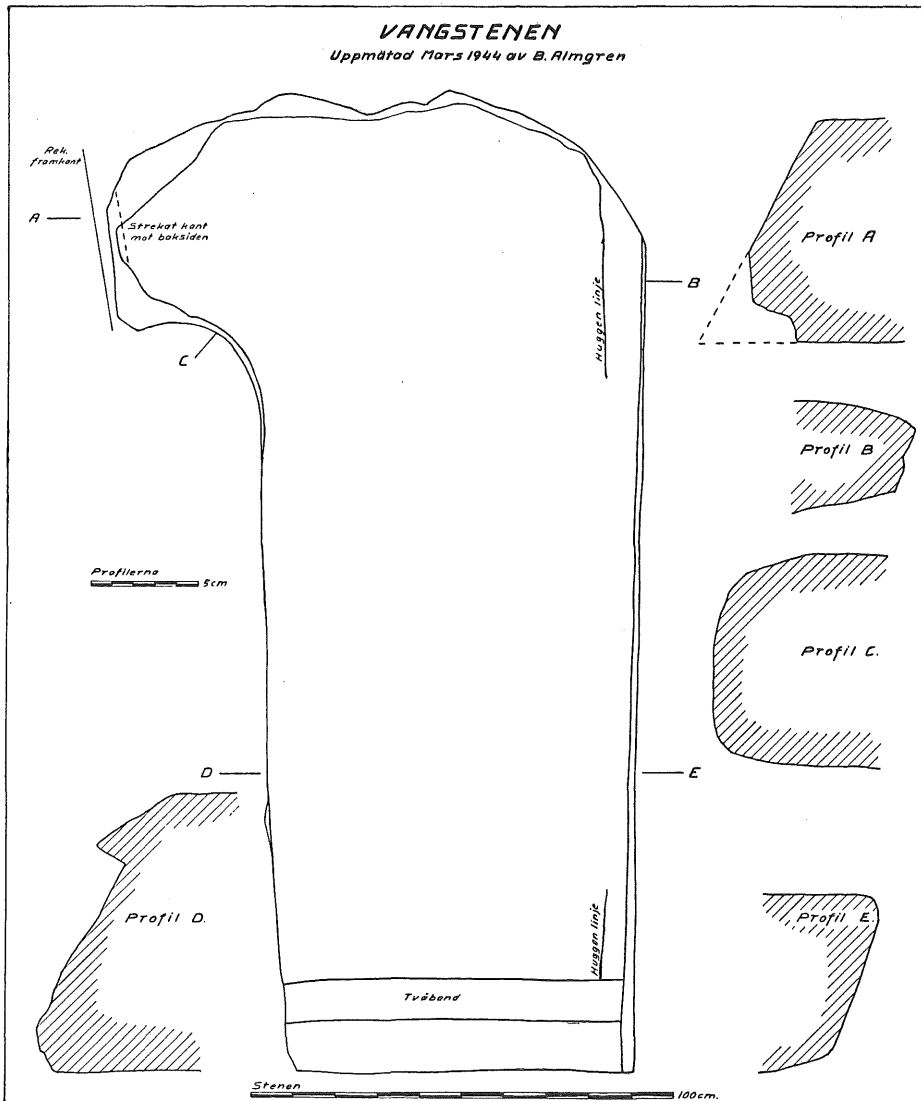 VANGSTENEN
Uppmätad Mars 1944 av B. Almgren
Rek.
framkant
A
Strekat kant
mot baksiden
Huggen linje
B
C
Profil A
Profil B
Profilerna
5cm
Profil C.
D
E
Profil D.
Huggen linje
Profil E.
Tvåband
Stenen
100cm.